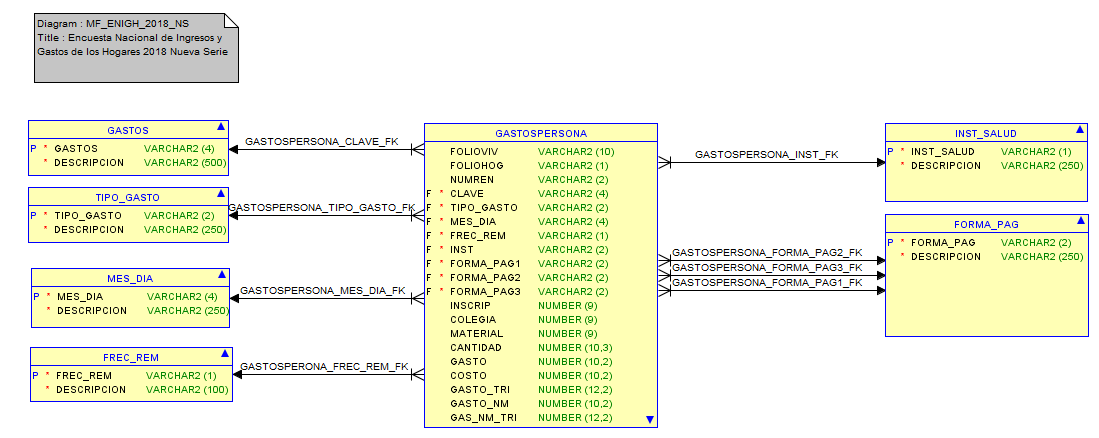 Diagram : MF_ENIGH_2018_NS
Title : Encuesta Nacional de Ingresos y
Gastos de los Hogares 2018 Nueva Serie
GASTOS
P * GASTOS VARCHAR2 (4)
* DESCRIPCION VARCHAR2 (500)
TIPO_GASTO
P * TIPO_GASTO VARCHAR2 (2)
* DESCRIPCION VARCHAR2 (250)
MES_DIA
P * MES_DIA VARCHAR2 (4)
* DESCRIPCION VARCHAR2 (250)
FREC_REM
P * FREC_REM VARCHAR2 (1)
* DESCRIPCION VARCHAR2 (100)
GASTOSPERSONA_CLAVE_FK
GASTOSPERSONA_TIPO_GASTO_FK
GASTOSPERSONA_MES_DIA_FK
GASTOSPERONA_FREC_REM_FK
GASTOSPERSONA
FOLIOVIV VARCHAR2 (10)
FOLIOHOG VARCHAR2 (1)
NUMREN VARCHAR2 (2)
F * CLAVE VARCHAR2 (4)
F * TIPO_GASTO VARCHAR2 (2)
F * MES_DIA VARCHAR2 (4)
F * FREC_REM VARCHAR2 (1)
F * INST VARCHAR2 (2)
F * FORMA_PAG1 VARCHAR2 (2)
F * FORMA_PAG2 VARCHAR2 (2)
F * FORMA_PAG3 VARCHAR2 (2)
INSCRIP NUMBER (9)
COLEGIA NUMBER (9)
MATERIAL NUMBER (9)
CANTIDAD NUMBER (10,3)
GASTO NUMBER (10,2)
COSTO NUMBER (10,2)
GASTO_TRI NUMBER (12,2)
GASTO_NM NUMBER (10,2)
GAS_NM_TRI NUMBER (12,2)
GASTOSPERSONA_INST_FK
GASTOSPERSONA_FORMA_PAG2_FK
GASTOSPERSONA_FORMA_PAG3_FK
GASTOSPERSONA_FORMA_PAG1_FK
INST_SALUD
P * INST_SALUD VARCHAR2 (1)
* DESCRIPCION VARCHAR2 (250)
FORMA_PAG
P * FORMA_PAG VARCHAR2 (2)
* DESCRIPCION VARCHAR2 (250)